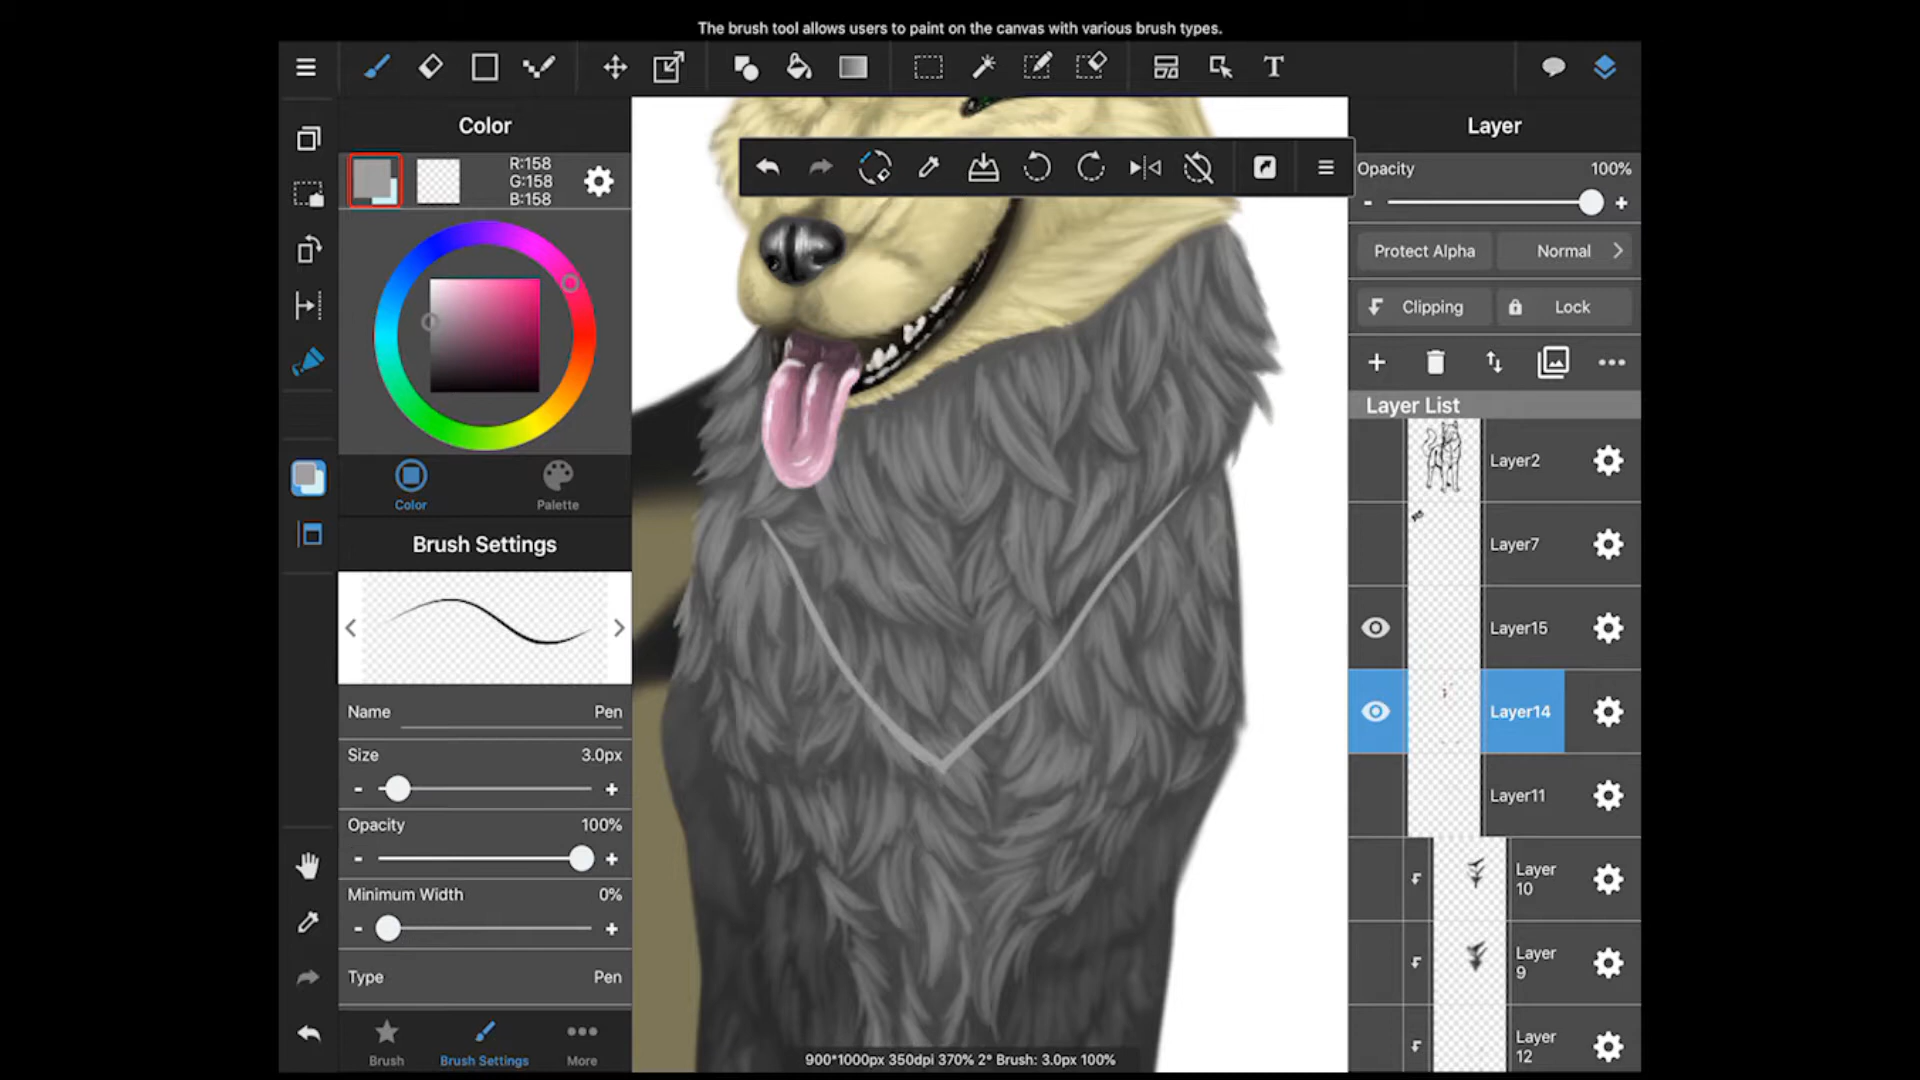 The brush tool allows users to paint on the canvas with various brush types.
T
Color
R:158
G:158
B:158
Color
Palette
Brush Settings
Name
Pen
Size
3.0px
-
+
Opacity
100%
-
+
Minimum Width
0%
-
+
Type
Pen
Brush
Brush Settings
More
900*1000px 350dpi 370% 2° Brush: 3.0px 100%
Layer
Opacity
100%
-
+
Protect Alpha
Normal
Clipping
Lock
Layer List
Layer2
Layer7
Layer15
Layer14
Layer11
Layer
10
Layer
9
Layer
12